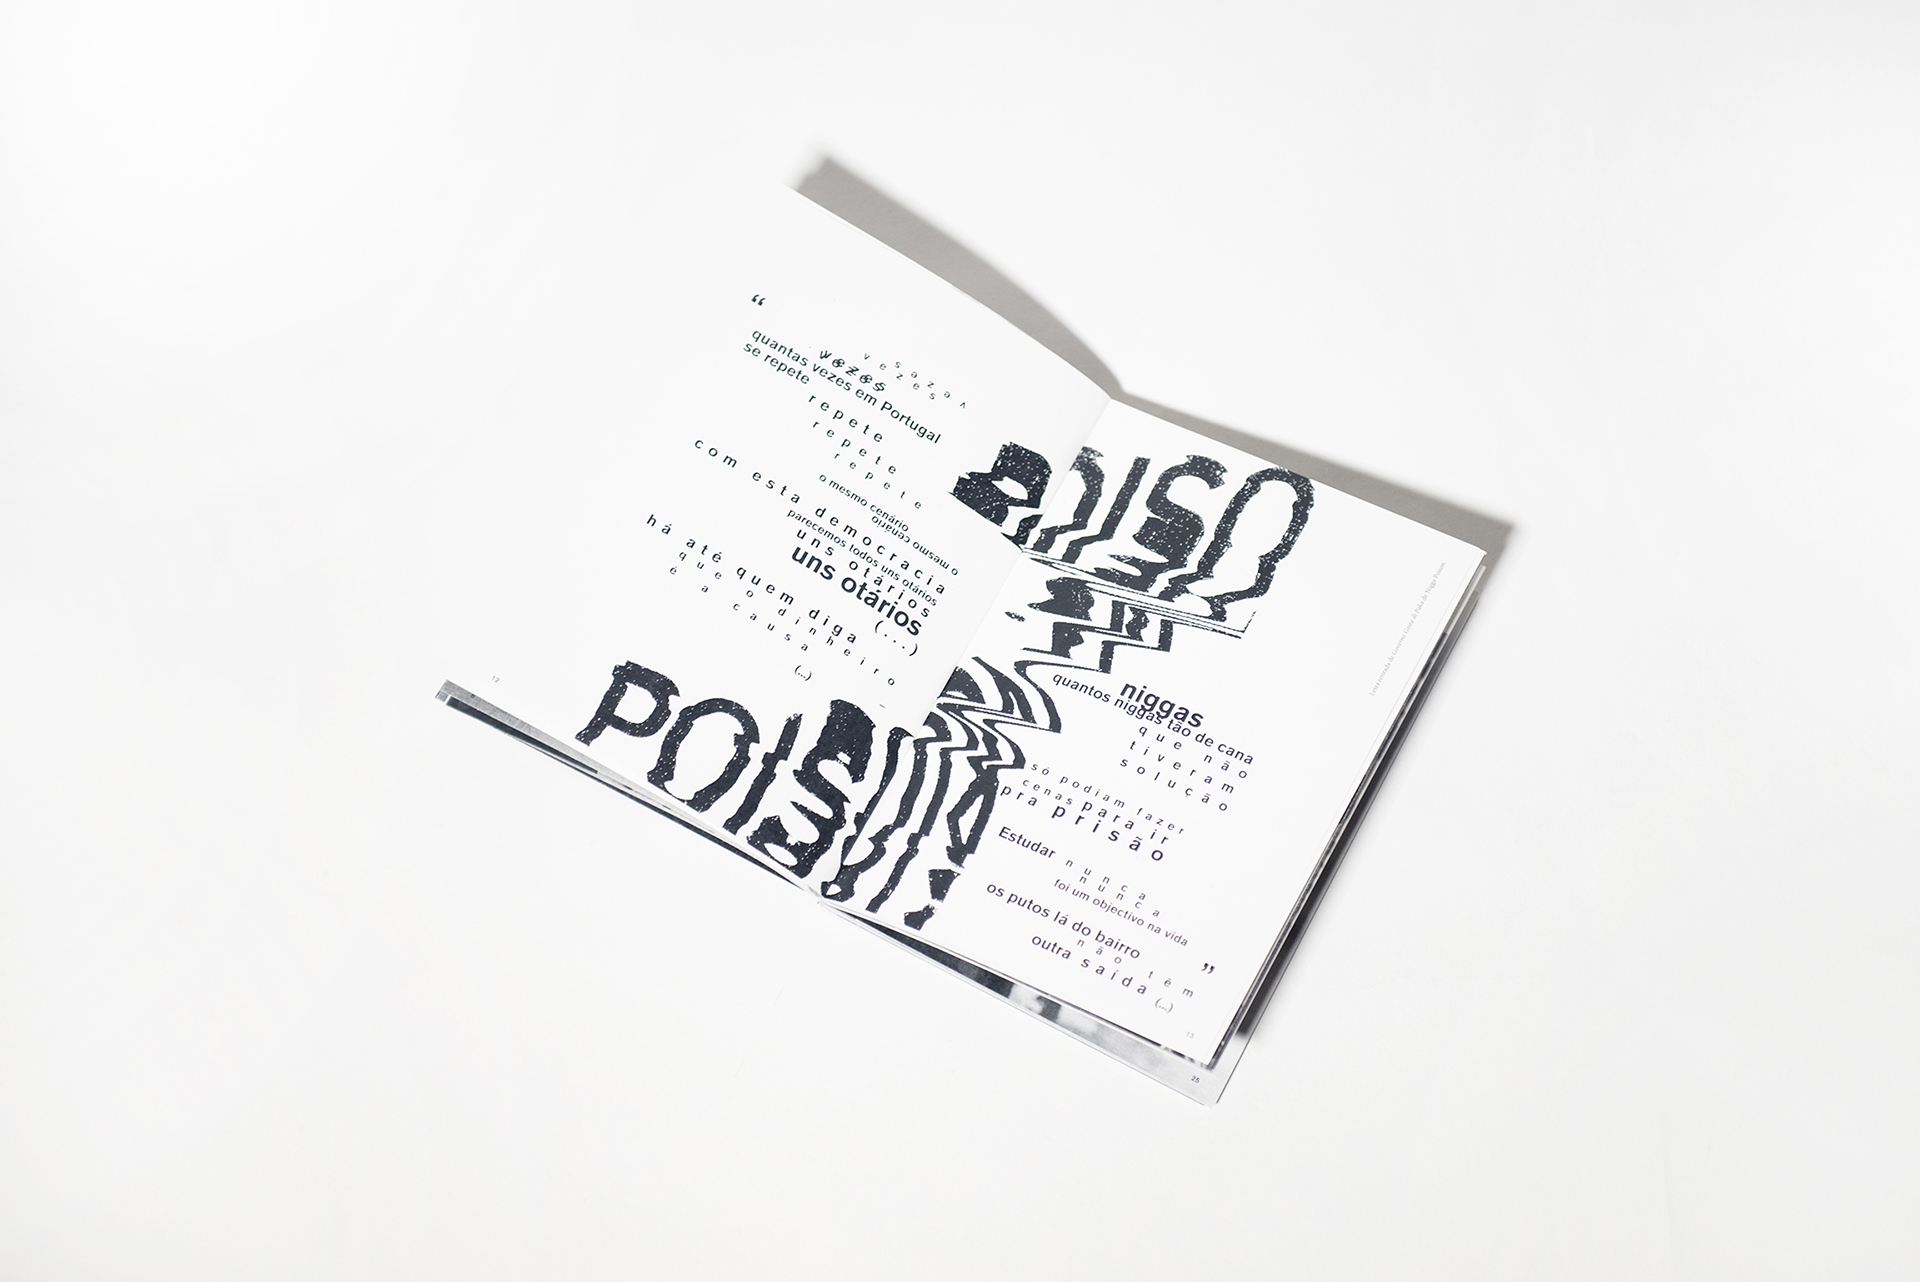 “
vezes
vezes
vezes
quantas vezes em Portugal
se repete
repete
repete
repete
o mesmo cenário
o mesmo cenário
com esta democracia
parecemos todos uns otários
uns otários
uns otários
há até quem diga (...)
que o dinheiro
é a causa
(...)
12
POISON
POISO
niggas
quantos niggas tão de cana
que não
tiveram
solução
só podiam fazer
cenas para ir
pra prisão
Estudar nunca
nunca
foi um objectivo na vida
os putos lá do bairro
não têm
outra saída (...)
”
13
25